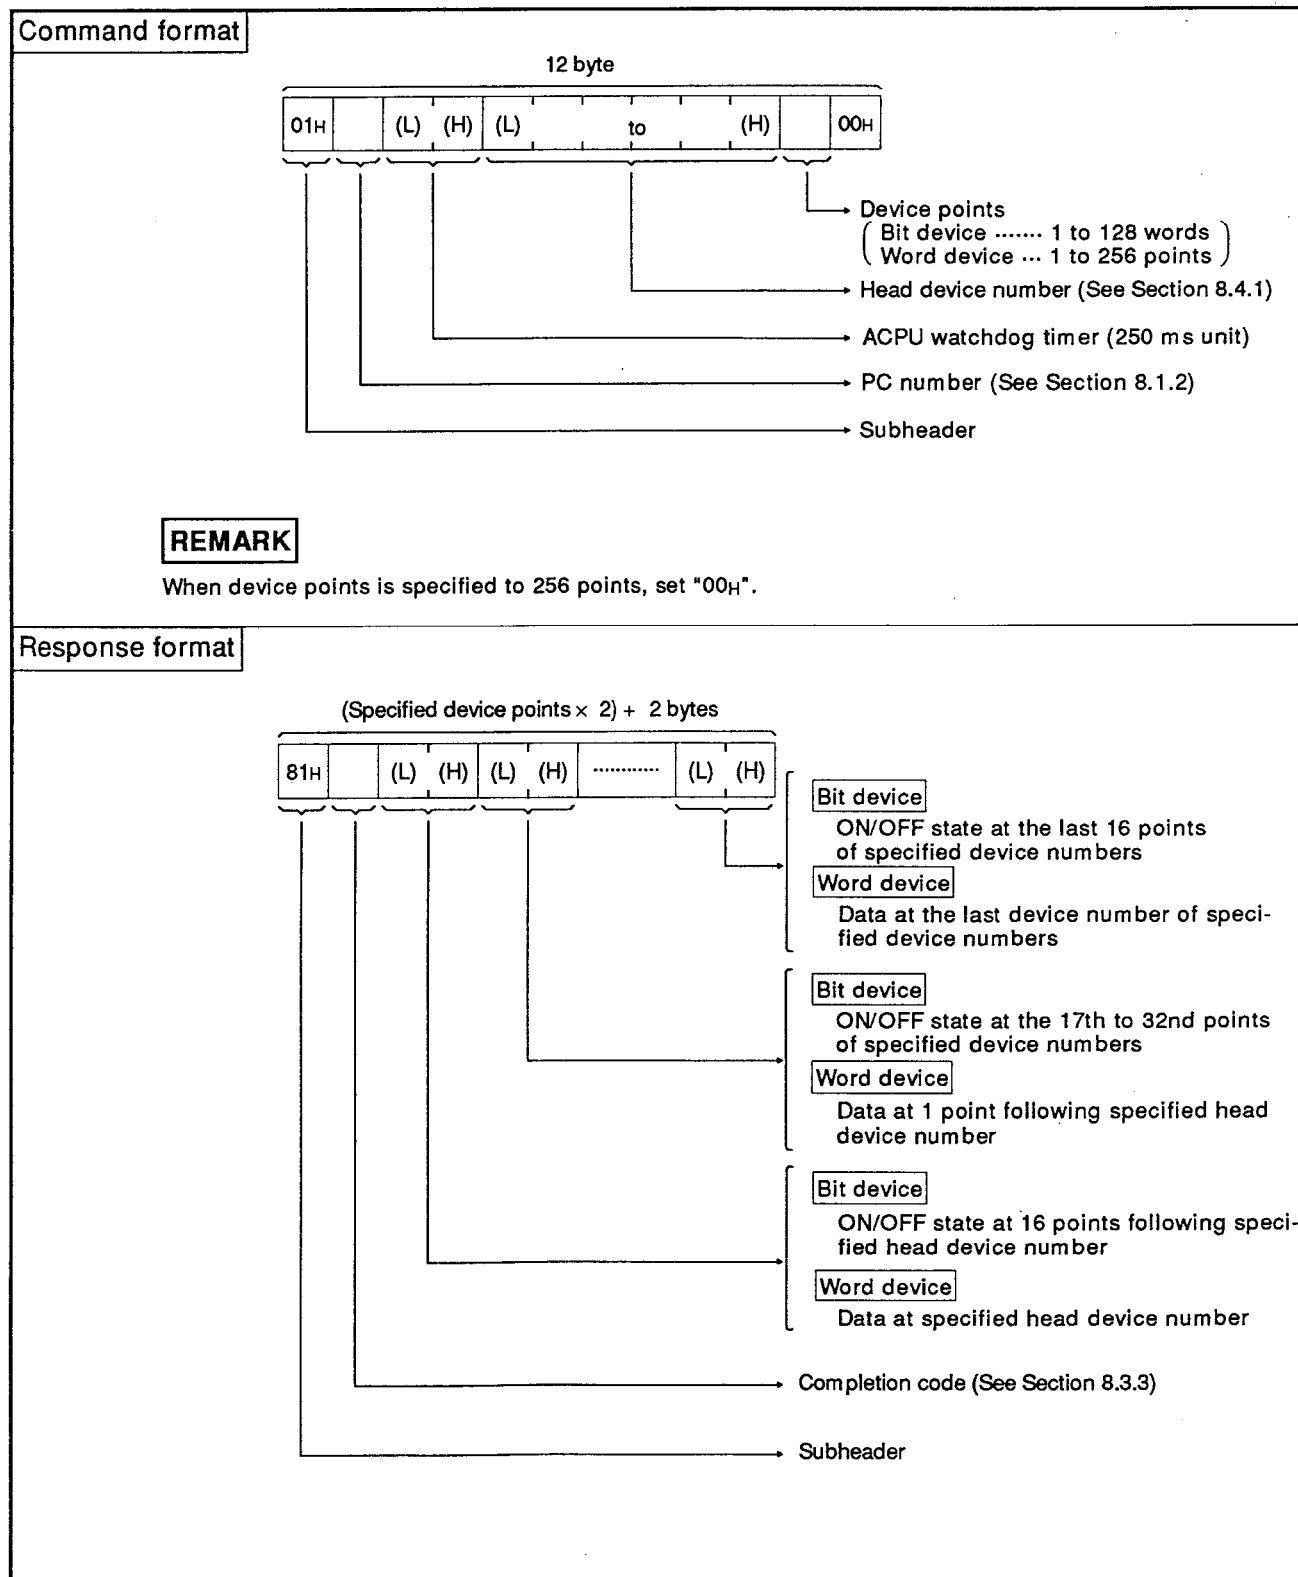 Command format
12 byte
01H (L) (H) (L) to (H) 00H
Device points
( Bit device ······· 1 to 128 words )
( Word device ··· 1 to 256 points )
Head device number (See Section 8.4.1)
ACPU watchdog timer (250 ms unit)
PC number (See Section 8.1.2)
Subheader
REMARK
When device points is specified to 256 points, set "00H".
Response format
(Specified device points × 2) + 2 bytes
81H (L) (H) (L) (H) ··········· (L) (H)
Bit device
ON/OFF state at the last 16 points
of specified device numbers
Word device
Data at the last device number of speci-
fied device numbers
Bit device
ON/OFF state at the 17th to 32nd points
of specified device numbers
Word device
Data at 1 point following specified head
device number
Bit device
ON/OFF state at 16 points following speci-
fied head device number
Word device
Data at specified head device number
Completion code (See Section 8.3.3)
Subheader